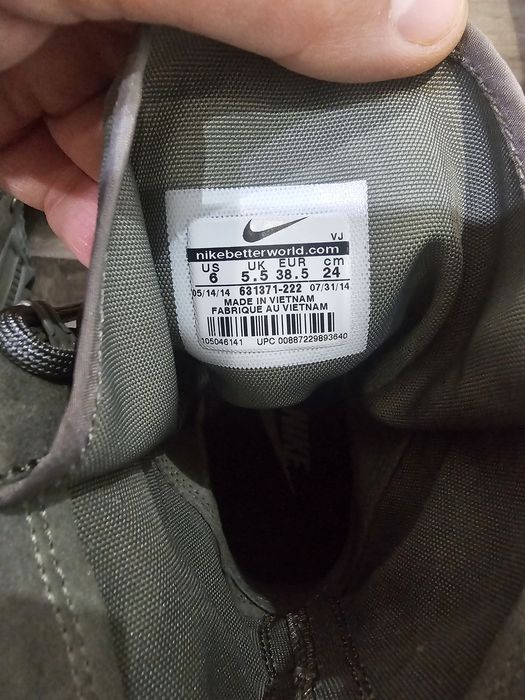 VJ
nikebetterworld.com
US UK EUR cm
6 5.5 38.5 24
05/14/14 631371-222 07/31/14
MADE IN VIETNAM
FABRIQUE AU VIETNAM
105046141 UPC 00887229893640
NIKE